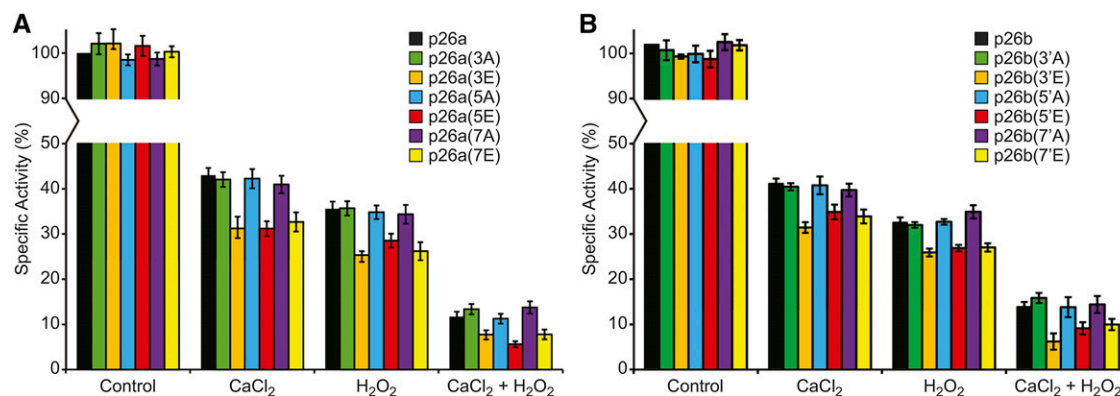 A
Specific Activity (%)
100
90
50
40
30
20
10
0
p26a
p26a(3A)
p26a(3E)
p26a(5A)
p26a(5E)
p26a(7A)
p26a(7E)
Control
CaCl₂
H₂O₂
CaCl₂ + H₂O₂
B
Specific Activity (%)
100
90
50
40
30
20
10
0
p26b
p26b(3'A)
p26b(3'E)
p26b(5'A)
p26b(5'E)
p26b(7'A)
p26b(7'E)
Control
CaCl₂
H₂O₂
CaCl₂ + H₂O₂